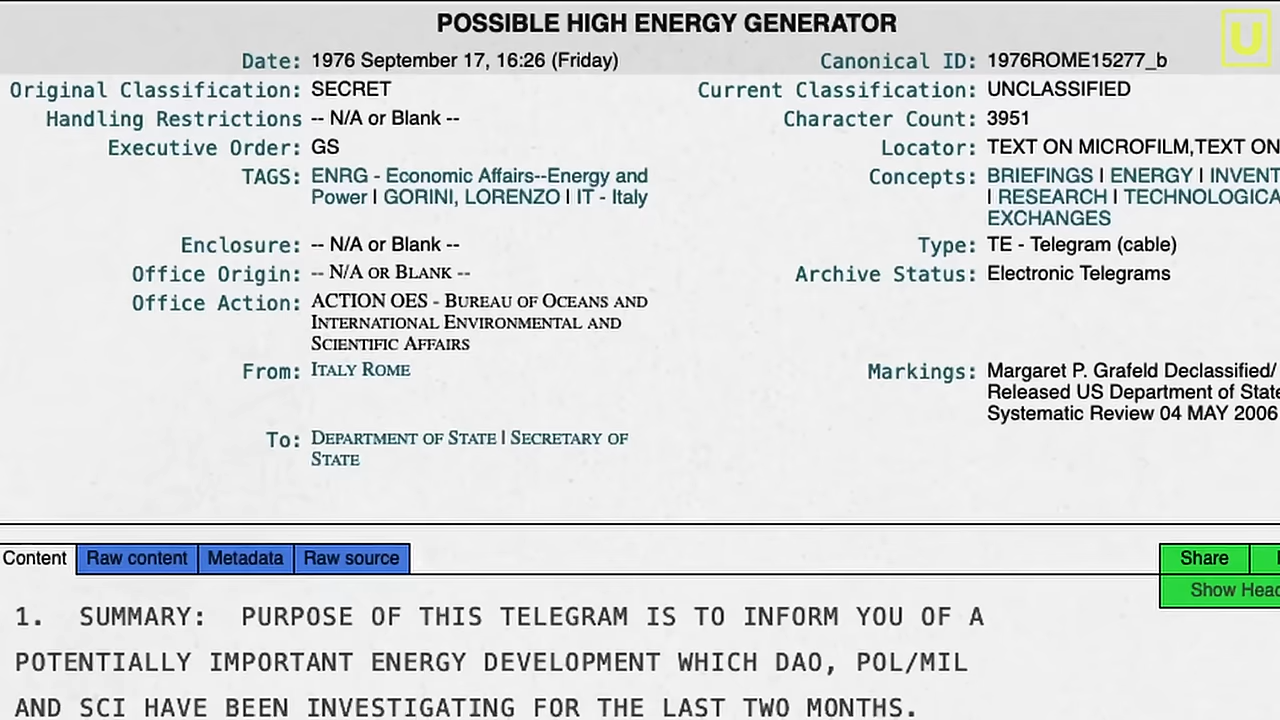 POSSIBLE HIGH ENERGY GENERATOR
U
Date: 1976 September 17, 16:26 (Friday)
Canonical ID: 1976ROME15277_b
Original Classification: SECRET
Current Classification: UNCLASSIFIED
Handling Restrictions -- N/A or Blank --
Character Count: 3951
Executive Order: GS
Locator: TEXT ON MICROFILM,TEXT ON
TAGS: ENRG - Economic Affairs--Energy and
Power | GORINI, LORENZO | IT - Italy
Concepts: BRIEFINGS | ENERGY | INVENT
| RESEARCH | TECHNOLOGICA
EXCHANGES
Enclosure: -- N/A or Blank --
Type: TE - Telegram (cable)
Office Origin: -- N/A OR BLANK --
Archive Status: Electronic Telegrams
Office Action: ACTION OES - BUREAU OF OCEANS AND
INTERNATIONAL ENVIRONMENTAL AND
SCIENTIFIC AFFAIRS
From: ITALY ROME
Markings: Margaret P. Grafeld Declassified/
Released US Department of State
Systematic Review 04 MAY 2006
To: DEPARTMENT OF STATE | SECRETARY OF
STATE
Content Raw content Metadata Raw source
Share
Show Head
1. SUMMARY: PURPOSE OF THIS TELEGRAM IS TO INFORM YOU OF A
POTENTIALLY IMPORTANT ENERGY DEVELOPMENT WHICH DAO, POL/MIL
AND SCI HAVE BEEN INVESTIGATING FOR THE LAST TWO MONTHS.